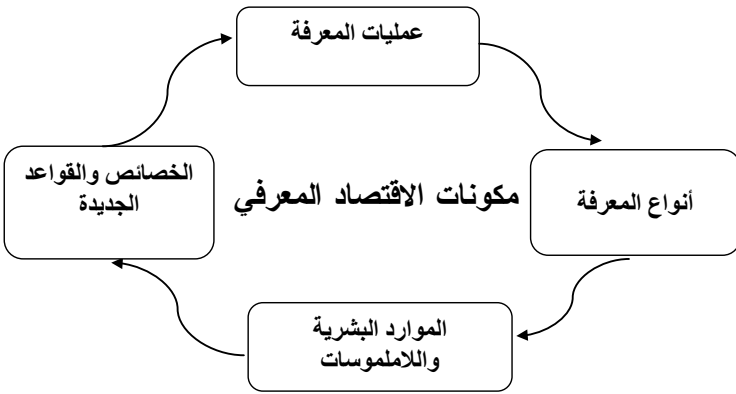 عمليات المعرفة
الخصائص والقواعد
الجديدة
مكونات الاقتصاد المعرفي
أنواع المعرفة
الموارد البشرية
واللاملموسات